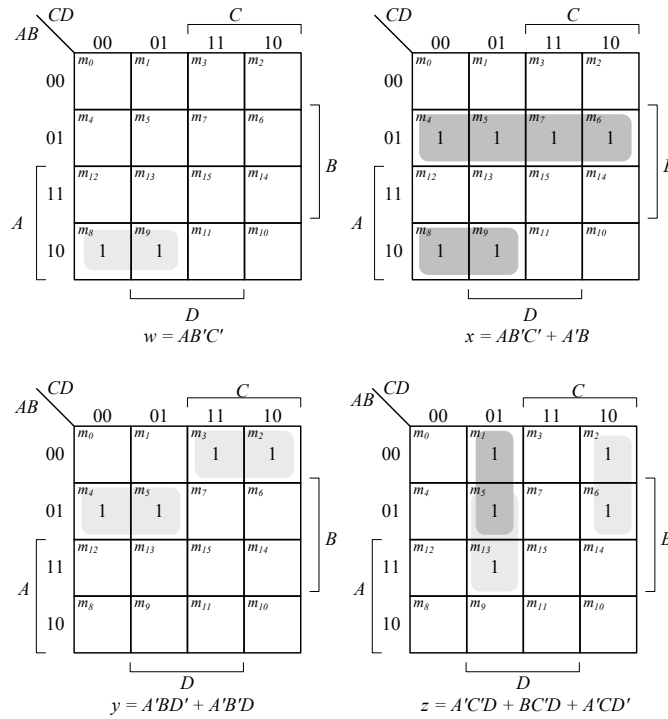 CD
AB
C
00 01 11 10
00 m0 m1 m3 m2
01 m4 m5 m7 m6
B
11 m12 m13 m15 m14
A
10 m8 1 m9 1 m11 m10
D
w = AB'C'
CD
AB
C
00 01 11 10
00 m0 m1 m3 m2
01 m4 1 m5 1 m7 1 m6 1
11 m12 m13 m15 m14
A
10 m8 1 m9 1 m11 m10
D
x = AB'C' + A'B
CD
AB
C
00 01 11 10
00 m0 m1 m3 1 m2 1
01 m4 1 m5 1 m7 m6
B
11 m12 m13 m15 m14
A
10 m8 m9 m11 m10
D
y = A'BD' + A'B'D
CD
AB
C
00 01 11 10
00 m0 m1 1 m3 m2 1
01 m4 m5 1 m7 m6 1
11 m12 m13 1 m15 m14
A
10 m8 m9 m11 m10
D
z = A'C'D + BC'D + A'CD'